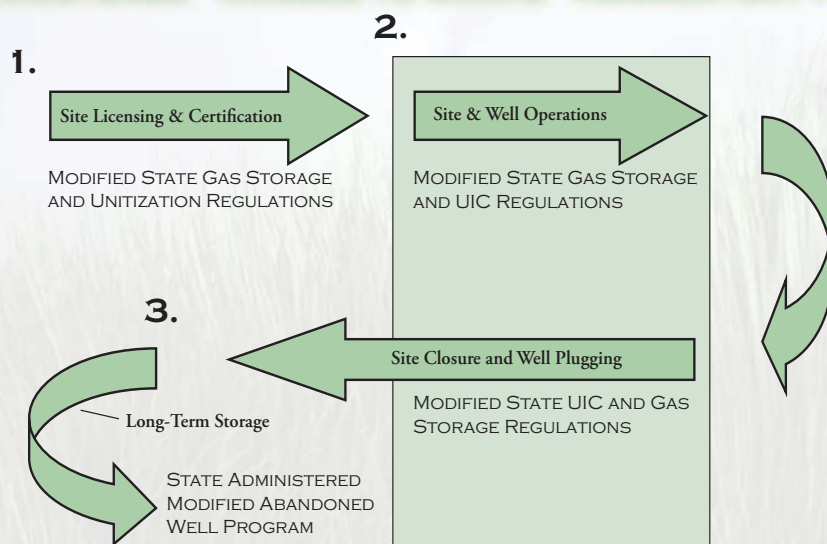 1.
Site Licensing & Certification
MODIFIED STATE GAS STORAGE
AND UNITIZATION REGULATIONS
2.
Site & Well Operations
MODIFIED STATE GAS STORAGE
AND UIC REGULATIONS
Site Closure and Well Plugging
MODIFIED STATE UIC AND GAS
STORAGE REGULATIONS
3.
Long-Term Storage
STATE ADMINISTERED
MODIFIED ABANDONED
WELL PROGRAM